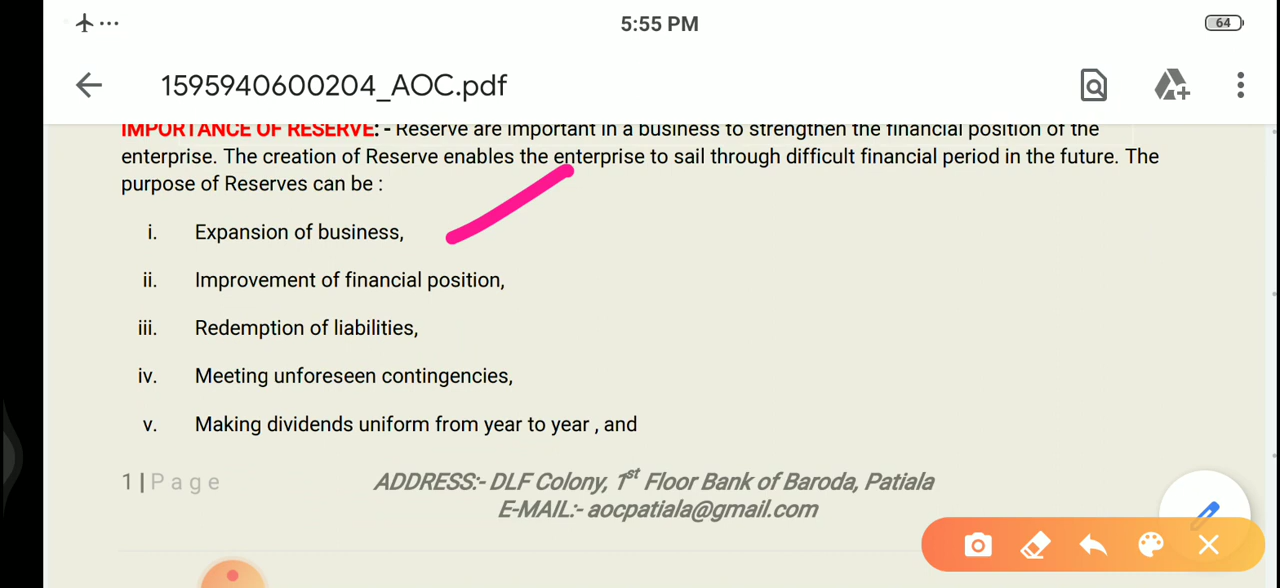 5:55 PM
64
1595940600204_AOC.pdf
IMPORTANCE OF RESERVE: - Reserve are important in a business to strengthen the financial position of the
enterprise. The creation of Reserve enables the enterprise to sail through difficult financial period in the future. The
purpose of Reserves can be :
i. Expansion of business,
ii. Improvement of financial position,
iii. Redemption of liabilities,
iv. Meeting unforeseen contingencies,
v. Making dividends uniform from year to year , and
1 | Page
ADDRESS:- DLF Colony, 1st Floor Bank of Baroda, Patiala
E-MAIL:- aocpatiala@gmail.com